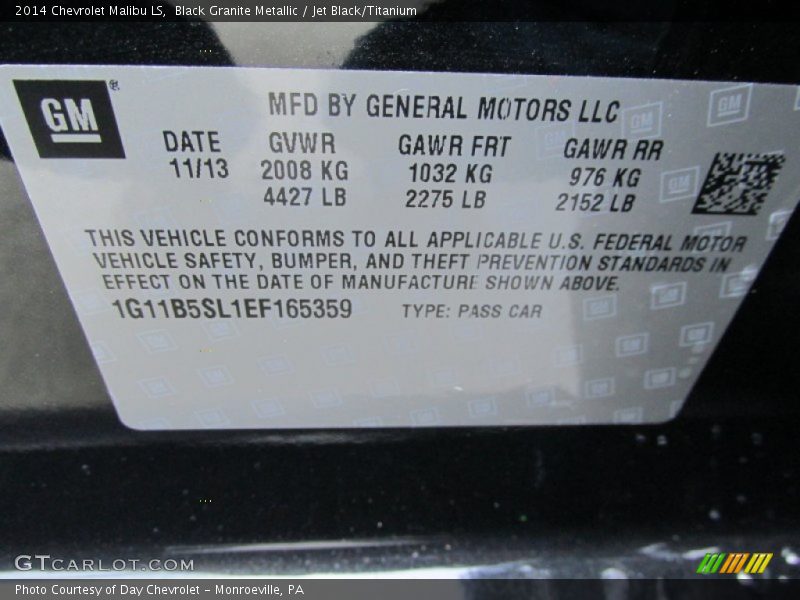 2014 Chevrolet Malibu LS, Black Granite Metallic / Jet Black/Titanium
GM
MFD BY GENERAL MOTORS LLC
DATE GVWR GAWR FRT GAWR RR
11/13 2008 KG 1032 KG 976 KG
4427 LB 2275 LB 2152 LB
THIS VEHICLE CONFORMS TO ALL APPLICABLE U.S. FEDERAL MOTOR
VEHICLE SAFETY, BUMPER, AND THEFT PREVENTION STANDARDS IN
EFFECT ON THE DATE OF MANUFACTURE SHOWN ABOVE.
1G11B5SL1EF165359 TYPE: PASS CAR
GTCARLOT.COM
Photo Courtesy of Day Chevrolet - Monroeville, PA